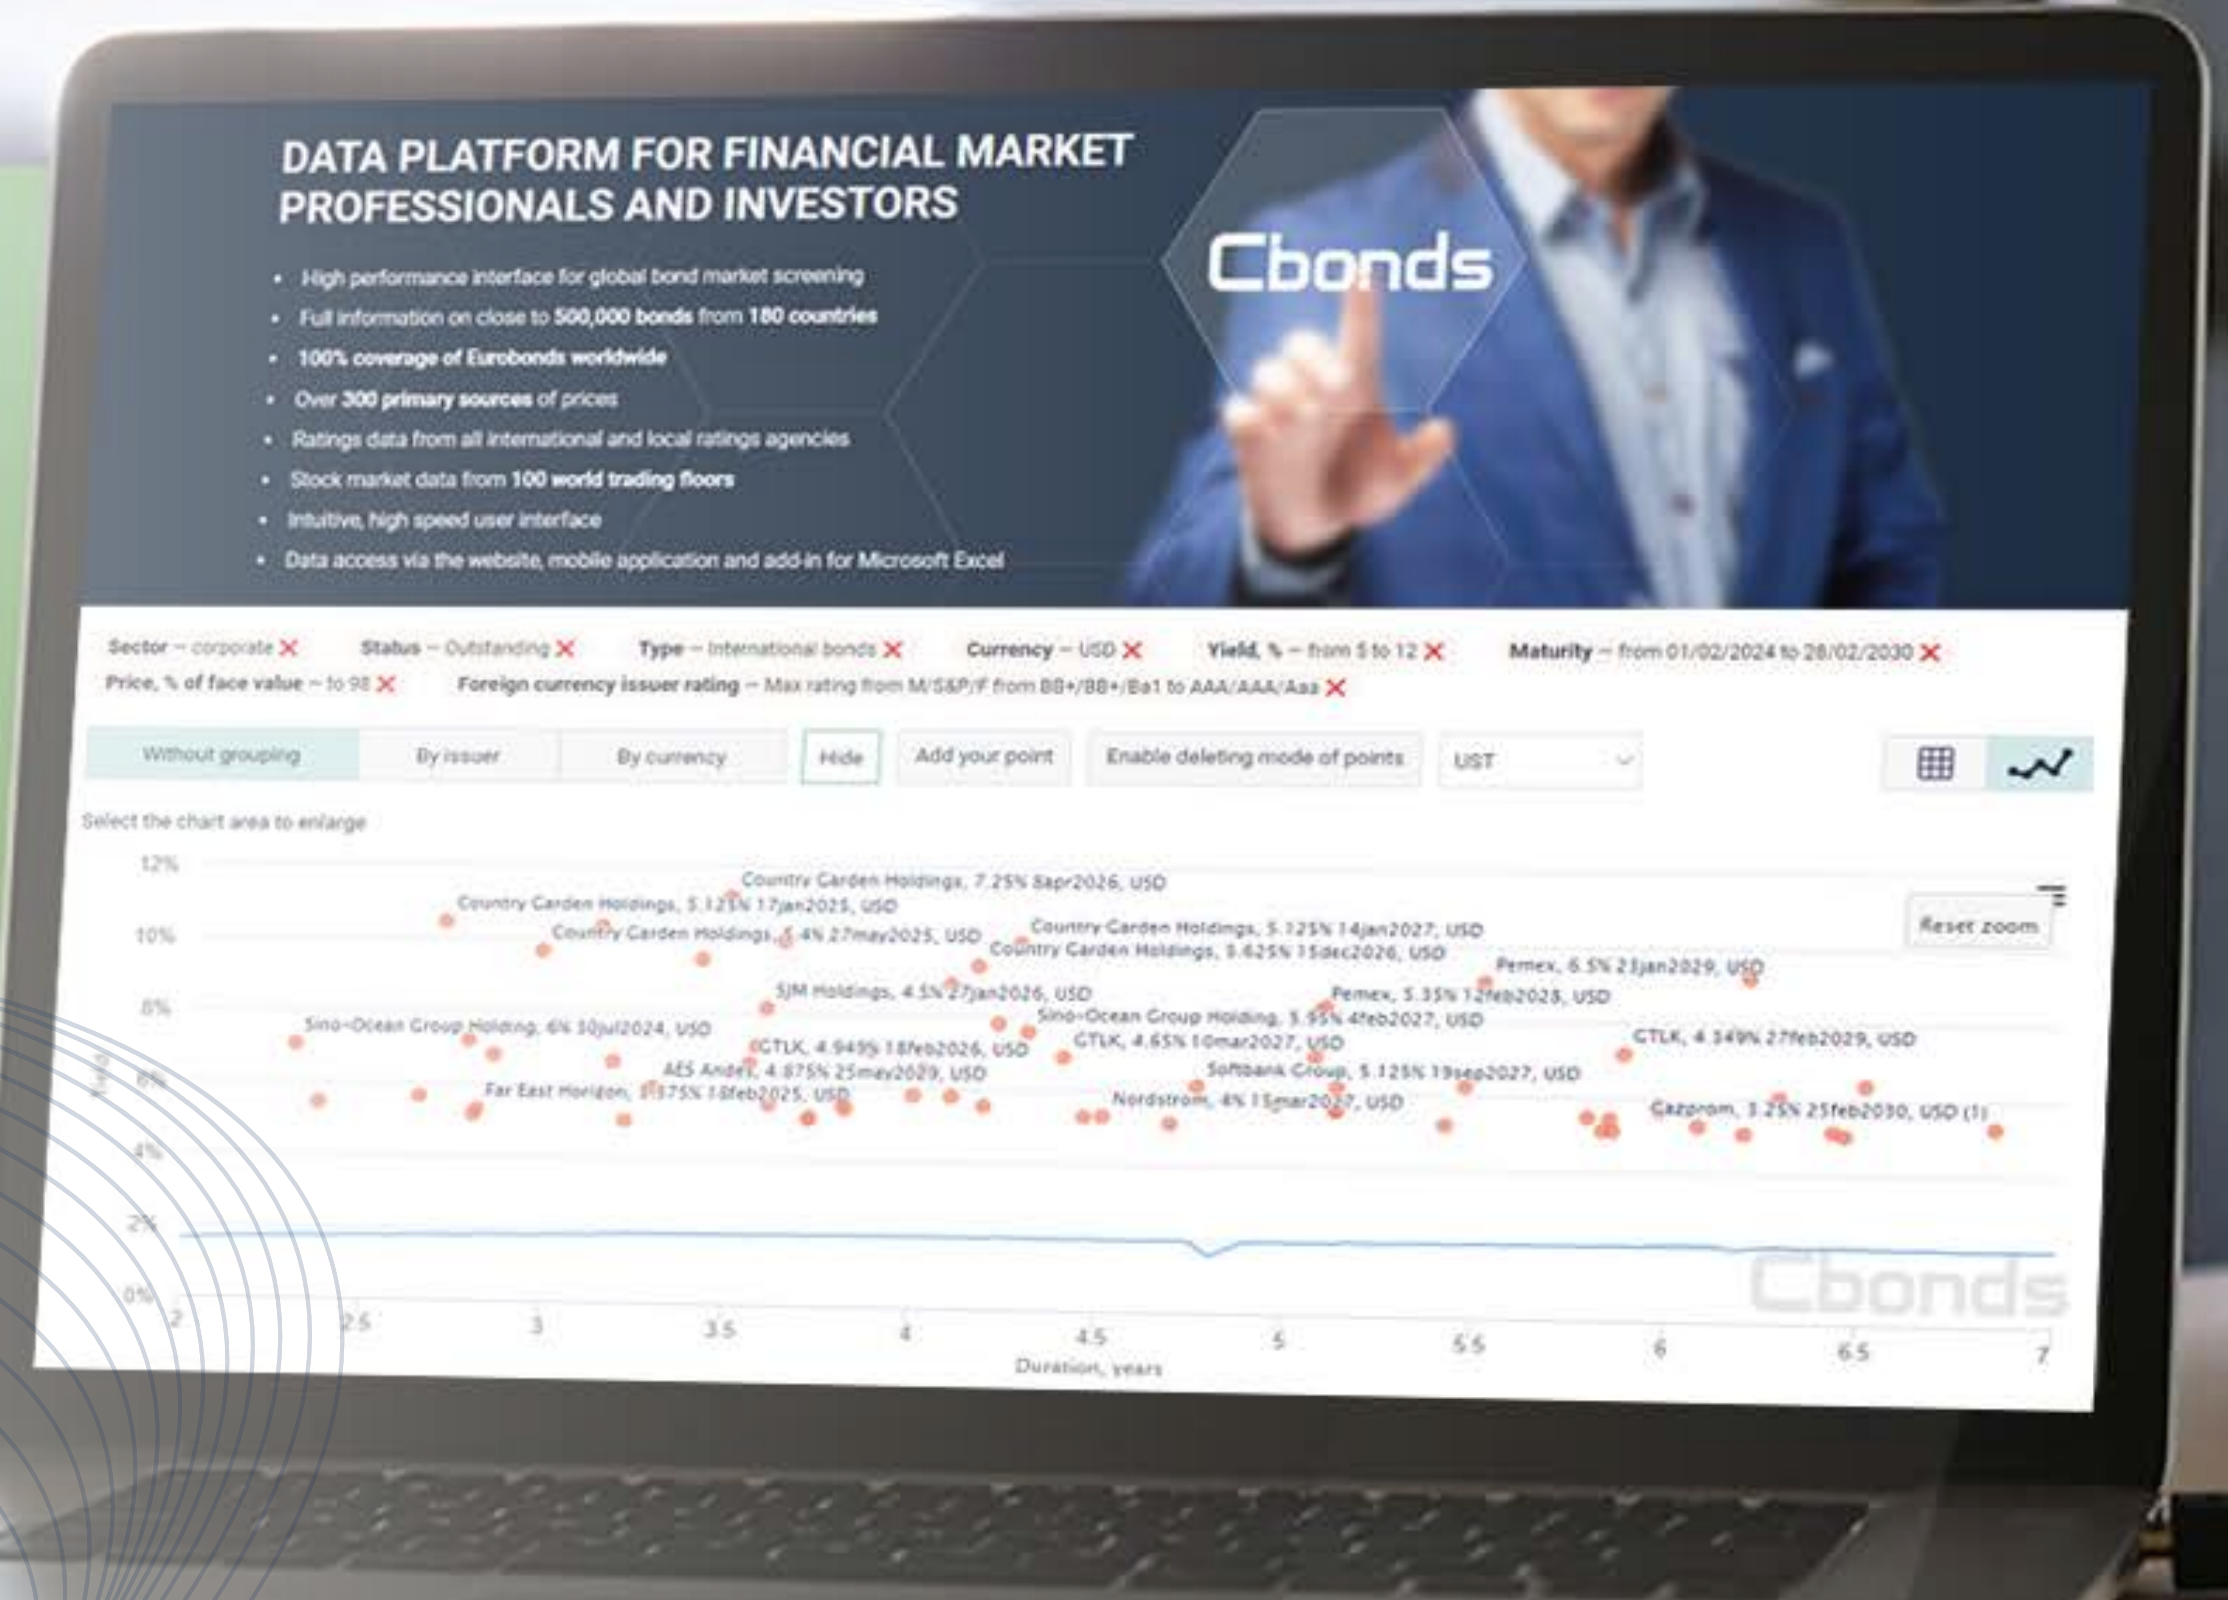 DATA PLATFORM FOR FINANCIAL MARKET
PROFESSIONALS AND INVESTORS
Cbonds
• High performance interface for global bond market screening
• Full information on close to 500,000 bonds from 180 countries
• 100% coverage of Eurobonds worldwide
• Over 300 primary sources of prices
• Ratings data from all international and local ratings agencies
• Stock market data from 100 world trading floors
• Intuitive, high speed user interface
• Data access via the website, mobile application and add-in for Microsoft Excel
Sector – corporate Status – Outstanding Type – International bonds Currency – USD Yield, % – from 5 to 12 Maturity – from 01/02/2024 to 28/02/2030
Price, % of face value – to 98 Foreign currency issuer rating – Max rating from M/S&P/F from BB+/BB+/Ba1 to AAA/AAA/Aaa
Without grouping By issuer By currency Hide Add your point Enable deleting mode of points UST
Select the chart area to enlarge
12%
Country Garden Holdings, 7.25% 8apr2026, USD
Country Garden Holdings, 5.125% 17jan2025, USD
Reset zoom
10%
Country Garden Holdings, 5.4% 27may2025, USD
Country Garden Holdings, 5.125% 14jan2027, USD
Country Garden Holdings, 5.625% 15dec2026, USD
Pemex, 6.5% 23jan2029, USD
SJM Holdings, 4.5% 27jan2026, USD
Pemex, 5.35% 12feb2028, USD
8%
Sino-Ocean Group Holding, 6% 30jul2024, USD
Sino-Ocean Group Holding, 5.95% 4feb2027, USD
GTLK, 4.949% 18feb2026, USD
GTLK, 4.65% 10mar2027, USD
GTLK, 4.349% 27feb2029, USD
AES Andes, 4.875% 25may2029, USD
Softbank Group, 5.125% 19sep2027, USD
6%
Far East Horizon, 3.375% 18feb2025, USD
Nordstrom, 4% 15mar2027, USD
Gazprom, 3.25% 25feb2030, USD (1)
4%
2%
Cbonds
0%
2 2.5 3 3.5 4 4.5 5 5.5 6 6.5 7
Duration, years